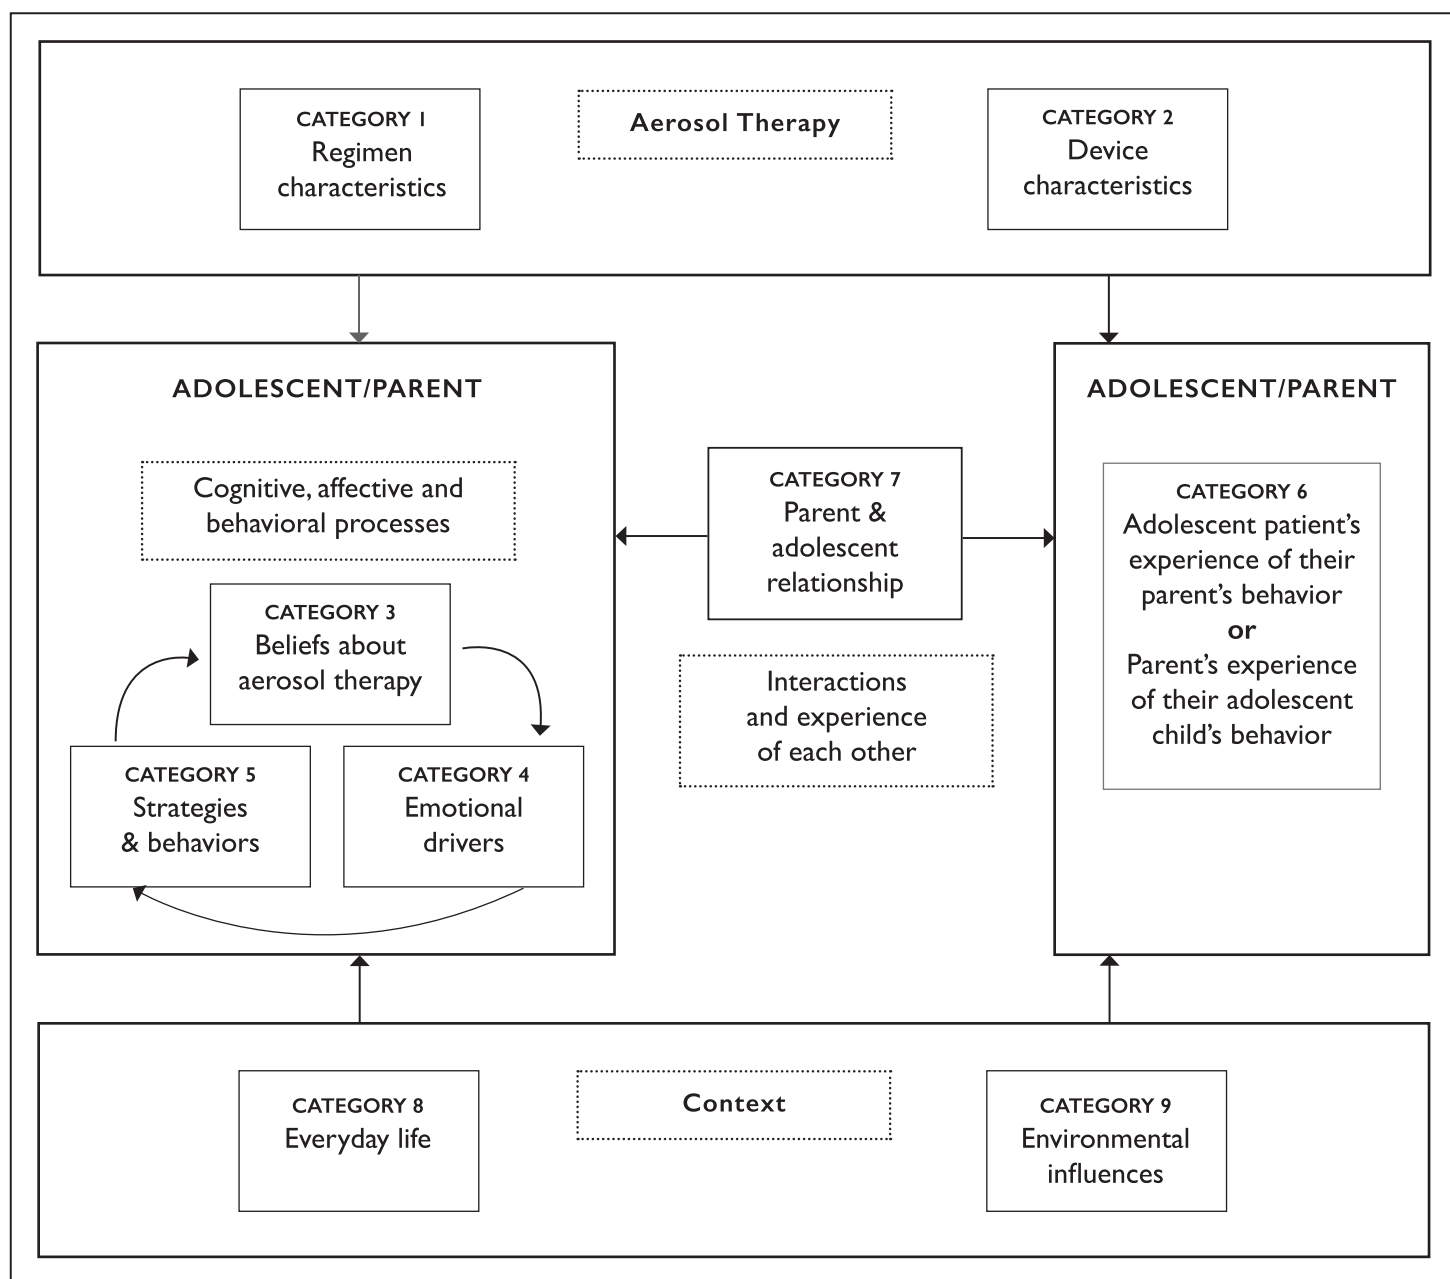 CATEGORY 1
Regimen
characteristics
Aerosol Therapy
CATEGORY 2
Device
characteristics
ADOLESCENT/PARENT
Cognitive, affective and
behavioral processes
CATEGORY 3
Beliefs about
aerosol therapy
CATEGORY 5
Strategies
& behaviors
CATEGORY 4
Emotional
drivers
CATEGORY 7
Parent &
adolescent
relationship
Interactions
and experience
of each other
ADOLESCENT/PARENT
CATEGORY 6
Adolescent patient’s
experience of their
parent’s behavior
or
Parent’s experience
of their adolescent
child’s behavior
CATEGORY 8
Everyday life
Context
CATEGORY 9
Environmental
influences